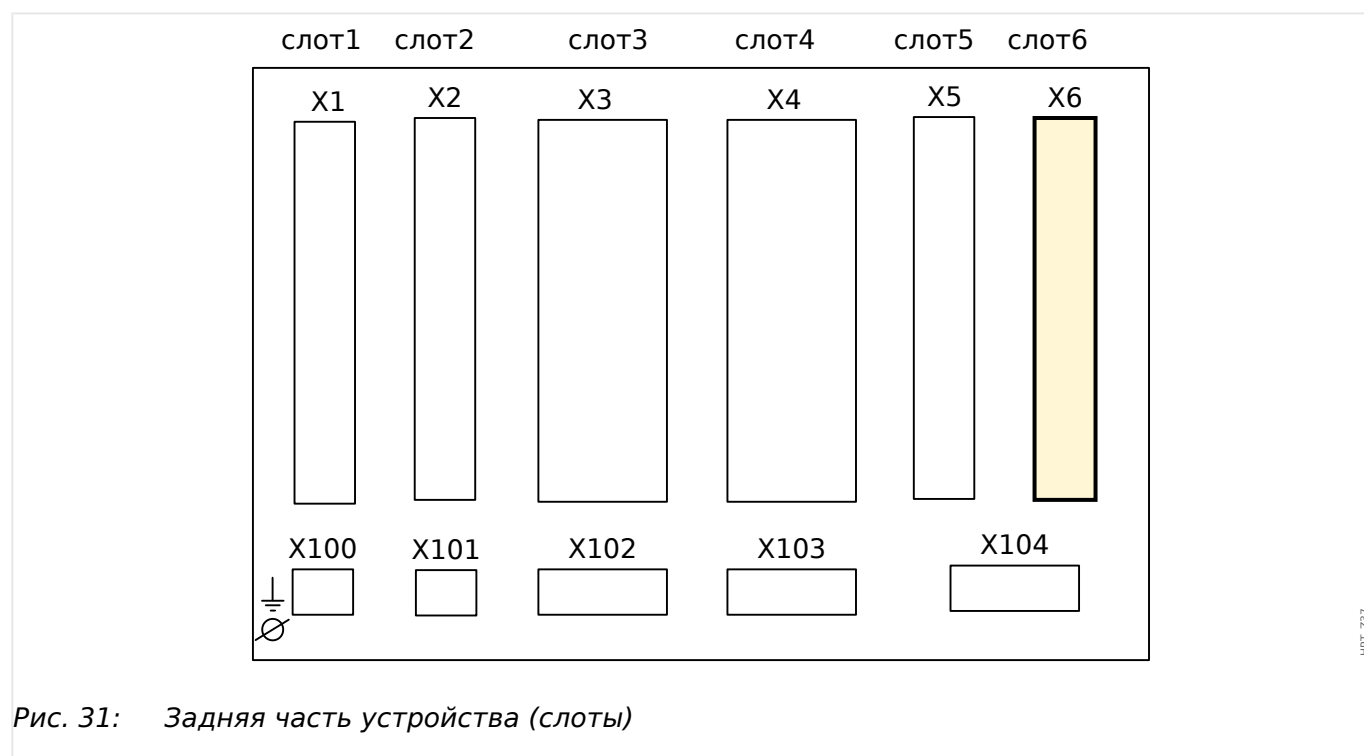 слот1 слот2 слот3 слот4 слот5 слот6
X1 X2 X3 X4 X5 X6
X100 X101 X102 X103 X104
Рис. 31: Задняя часть устройства (слоты)